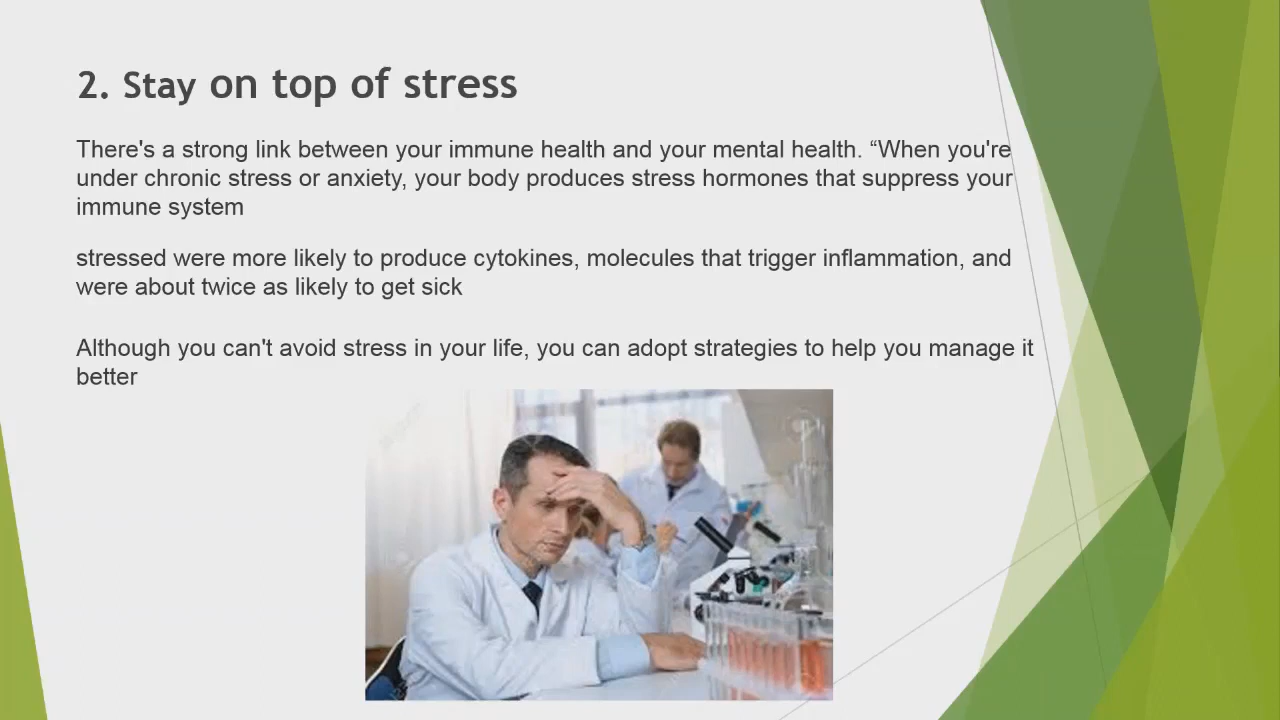 2. Stay on top of stress
There's a strong link between your immune health and your mental health. “When you're
under chronic stress or anxiety, your body produces stress hormones that suppress your
immune system
stressed were more likely to produce cytokines, molecules that trigger inflammation, and
were about twice as likely to get sick
Although you can't avoid stress in your life, you can adopt strategies to help you manage it
better